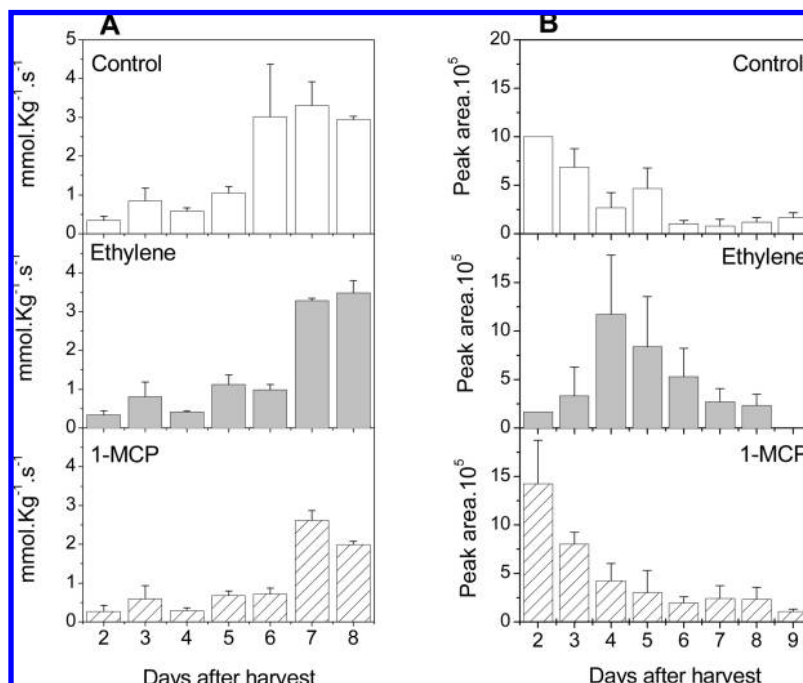 A
5
4
3
2
1
0
mmol.Kg⁻¹.s⁻¹
Control
4
3
2
1
0
mmol.Kg⁻¹.s⁻¹
Ethylene
4
3
2
1
0
mmol.Kg⁻¹.s⁻¹
1-MCP
2 3 4 5 6 7 8
Days after harvest
B
20
15
10
5
0
Peak area.10⁵
Control
15
10
5
0
Peak area.10⁵
Ethylene
15
10
5
0
Peak area.10⁵
1-MCP
2 3 4 5 6 7 8 9
Days after harvest